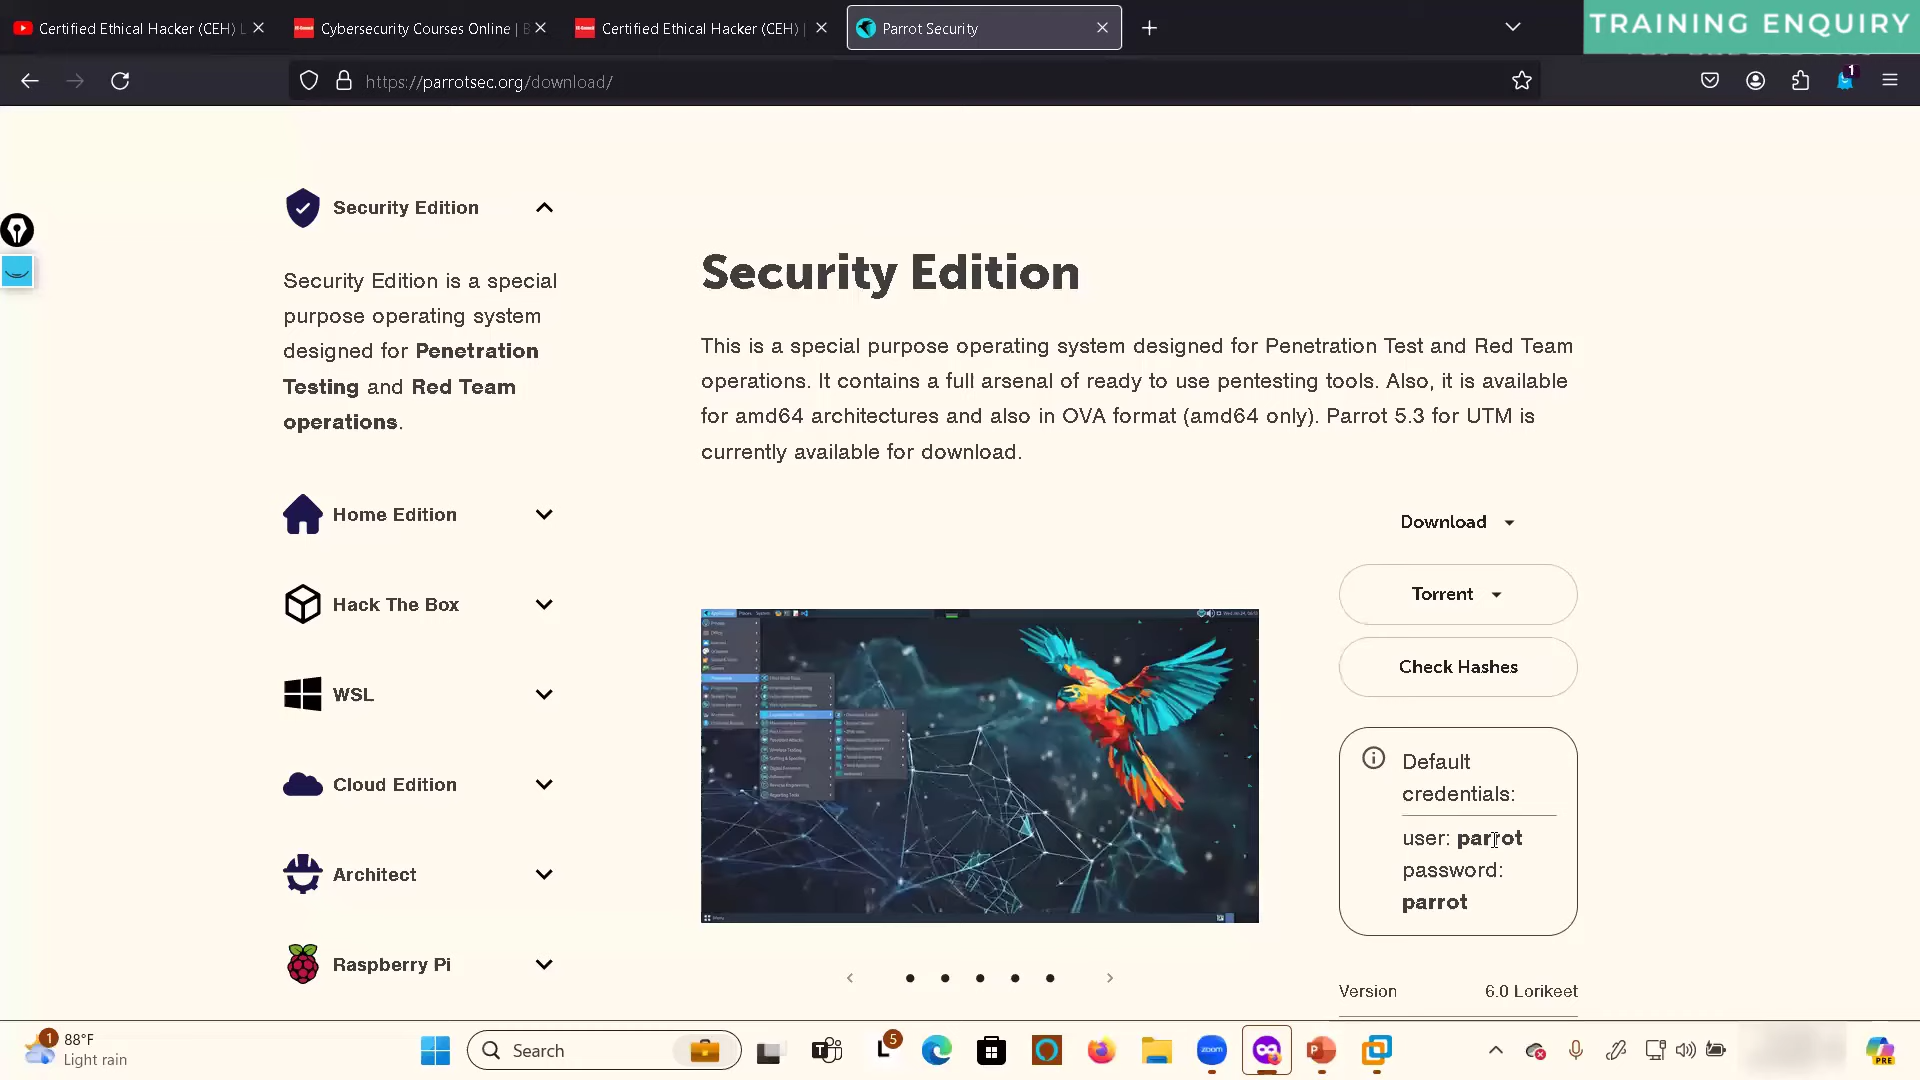 Certified Ethical Hacker (CEH) L
Cybersecurity Courses Online | B
Certified Ethical Hacker (CEH) |
Parrot Security
TRAINING ENQUIRY
https://parrotsec.org/download/
1
Security Edition
Security Edition is a special
purpose operating system
designed for Penetration
Testing and Red Team
operations.
Home Edition
Hack The Box
WSL
Cloud Edition
Architect
Raspberry Pi
Security Edition
This is a special purpose operating system designed for Penetration Test and Red Team
operations. It contains a full arsenal of ready to use pentesting tools. Also, it is available
for amd64 architectures and also in OVA format (amd64 only). Parrot 5.3 for UTM is
currently available for download.
Download
Torrent
Check Hashes
Default
credentials:
user: parrot
password:
parrot
Version 6.0 Lorikeet
1
88°F
Light rain
Search
5
zoom
PRE